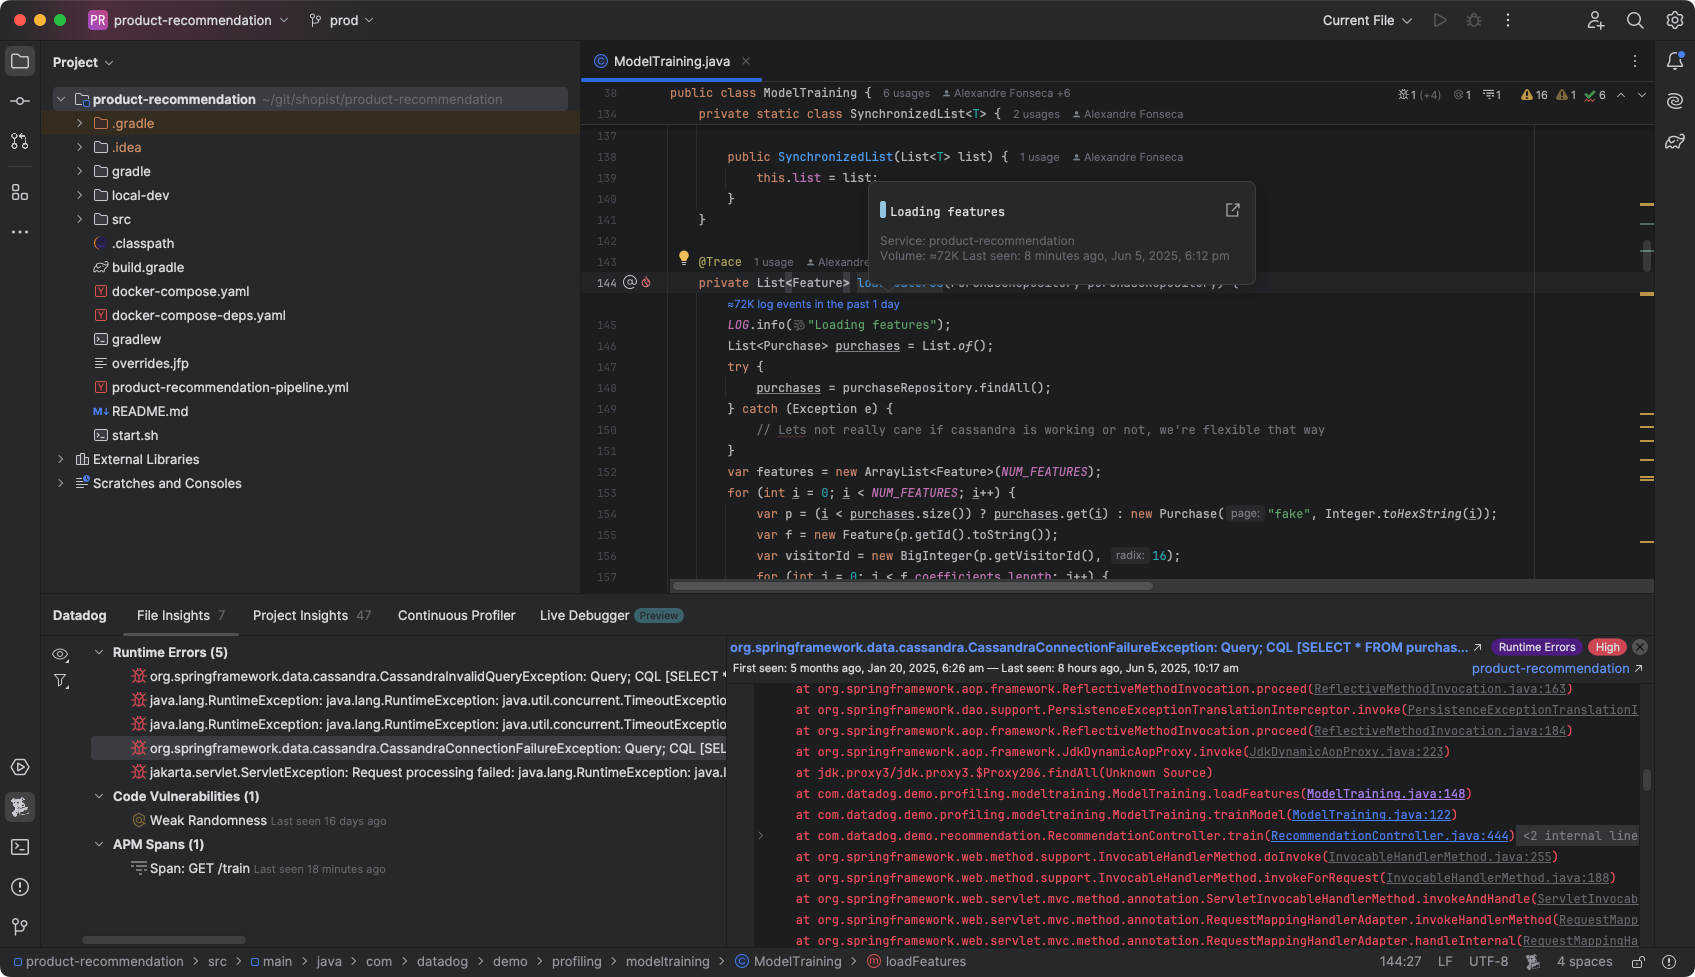 PR product-recommendation prod Current File
Project
product-recommendation ~/git/shopist/product-recommendation
.gradle
.idea
gradle
local-dev
src
.classpath
build.gradle
docker-compose.yaml
docker-compose-deps.yaml
gradlew
overrides.jfp
product-recommendation-pipeline.yml
README.md
start.sh
External Libraries
Scratches and Consoles
ModelTraining.java
1 (+4) 1 1 16 1 6
38 public class ModelTraining { 6 usages Alexandre Fonseca +6
134 private static class SynchronizedList<T> { 2 usages Alexandre Fonseca
137
138 public SynchronizedList(List<T> list) { 1 usage Alexandre Fonseca
139 this.list = list;
140 }
141 }
142
143 @Trace 1 usage Alexandre
144 private List<Feature>
Loading features
Service: product-recommendation
Volume: ≈72K Last seen: 8 minutes ago, Jun 5, 2025, 6:12 pm
≈72K log events in the past 1 day
145 LOG.info("Loading features");
146 List<Purchase> purchases = List.of();
147 try {
148 purchases = purchaseRepository.findAll();
149 } catch (Exception e) {
150 // Lets not really care if cassandra is working or not, we're flexible that way
151 }
152 var features = new ArrayList<Feature>(NUM_FEATURES);
153 for (int i = 0; i < NUM_FEATURES; i++) {
154 var p = (i < purchases.size()) ? purchases.get(i) : new Purchase( page: "fake", Integer.toHexString(i));
155 var f = new Feature(p.getId().toString());
156 var visitorId = new BigInteger(p.getVisitorId(), radix: 16);
157 for (int j = 0; j < f.coefficients.length; j++) {
Datadog File Insights 7 Project Insights 47 Continuous Profiler Live Debugger Preview
Runtime Errors (5)
org.springframework.data.cassandra.CassandraInvalidQueryException: Query; CQL [SELECT *
java.lang.RuntimeException: java.lang.RuntimeException: java.util.concurrent.TimeoutExceptio
java.lang.RuntimeException: java.lang.RuntimeException: java.util.concurrent.TimeoutExceptio
org.springframework.data.cassandra.CassandraConnectionFailureException: Query; CQL [SEL
jakarta.servlet.ServletException: Request processing failed: java.lang.RuntimeException: java.l
Code Vulnerabilities (1)
Weak Randomness Last seen 16 days ago
APM Spans (1)
Span: GET /train Last seen 18 minutes ago
org.springframework.data.cassandra.CassandraConnectionFailureException: Query; CQL [SELECT * FROM purchas... Runtime Errors High
First seen: 5 months ago, Jan 20, 2025, 6:26 am — Last seen: 8 hours ago, Jun 5, 2025, 10:17 am product-recommendation
at org.springframework.aop.framework.ReflectiveMethodInvocation.proceed(ReflectiveMethodInvocation.java:163)
at org.springframework.dao.support.PersistenceExceptionTranslationInterceptor.invoke(PersistenceExceptionTranslationI
at org.springframework.aop.framework.ReflectiveMethodInvocation.proceed(ReflectiveMethodInvocation.java:184)
at org.springframework.aop.framework.JdkDynamicAopProxy.invoke(JdkDynamicAopProxy.java:223)
at jdk.proxy3/jdk.proxy3.$Proxy206.findAll(Unknown Source)
at com.datadog.demo.profiling.modeltraining.ModelTraining.loadFeatures(ModelTraining.java:148)
at com.datadog.demo.profiling.modeltraining.ModelTraining.trainModel(ModelTraining.java:122)
at com.datadog.demo.recommendation.RecommendationController.train(RecommendationController.java:444) <2 internal line
at org.springframework.web.method.support.InvocableHandlerMethod.doInvoke(InvocableHandlerMethod.java:255)
at org.springframework.web.method.support.InvocableHandlerMethod.invokeForRequest(InvocableHandlerMethod.java:188)
at org.springframework.web.servlet.mvc.method.annotation.ServletInvocableHandlerMethod.invokeAndHandle(ServletInvocab
at org.springframework.web.servlet.mvc.method.annotation.RequestMappingHandlerAdapter.invokeHandlerMethod(RequestMapp
at org.springframework.web.servlet.mvc.method.annotation.RequestMappingHandlerAdapter.handleInternal(RequestMappingHa
product-recommendation > src > main > java > com > datadog > demo > profiling > modeltraining > ModelTraining > loadFeatures 144:27 LF UTF-8 4 spaces